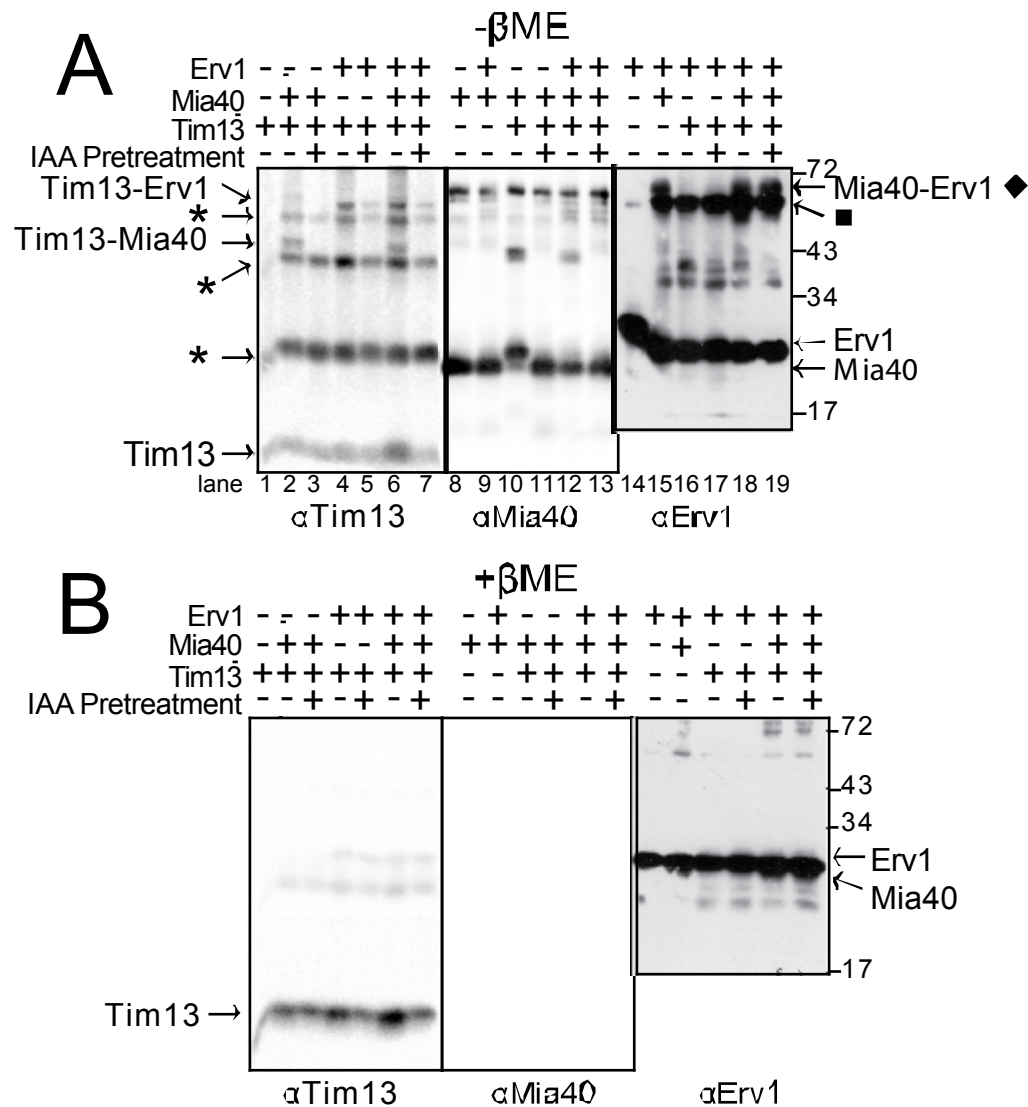 A
-βME
Erv1 - - - + + + + - + - - + + + + + + + +
Mia40 - + + - - + + + + + + + + - + - - + +
Tim13 + + + + + + + - - + + + + - - + + + +
IAA Pretreatment - - + - + - + - - - + - + - - - + - +
Tim13-Erv1
*
Tim13-Mia40
*
*
Tim13
72
Mia40-Erv1 ◆
■
43
34
Erv1
Mia40
17
lane 1 2 3 4 5 6 7 8 9 10 11 12 13 14 15 16 17 18 19
αTim13 αMia40 αErv1
B
+βME
Erv1 - - - + + + + - + - - + + + + + + + +
Mia40 - + + - - + + + + + + + + - + - - + +
Tim13 + + + + + + + - - + + + + - - + + + +
IAA Pretreatment - - + - + - + - - - + - + - - - + - +
72
43
34
Erv1
Mia40
17
Tim13
αTim13 αMia40 αErv1